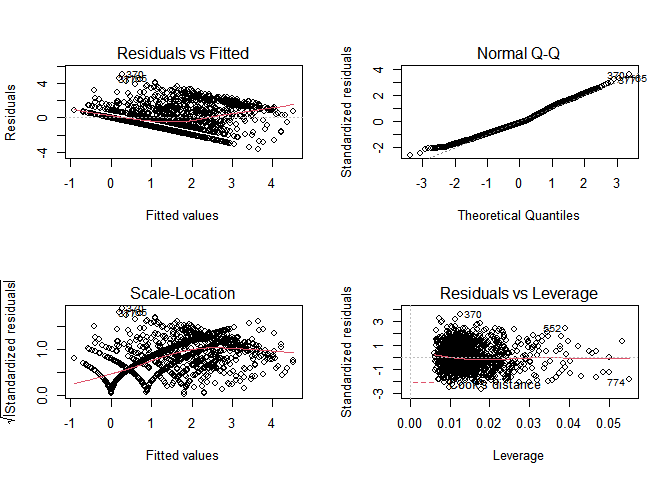 Residuals vs Fitted
Residuals
-4 0 4
370
-1 0 1 2 3 4
Fitted values
Normal Q-Q
Standardized residuals
-2 0 2 4
370
-3 -2 -1 0 1 2 3
Theoretical Quantiles
Scale-Location
√|Standardized residuals|
0.0 1.0
370
-1 0 1 2 3 4
Fitted values
Residuals vs Leverage
Standardized residuals
-3 -1 1 3
370
552
774
Cook's distance
0.00 0.01 0.02 0.03 0.04 0.05
Leverage